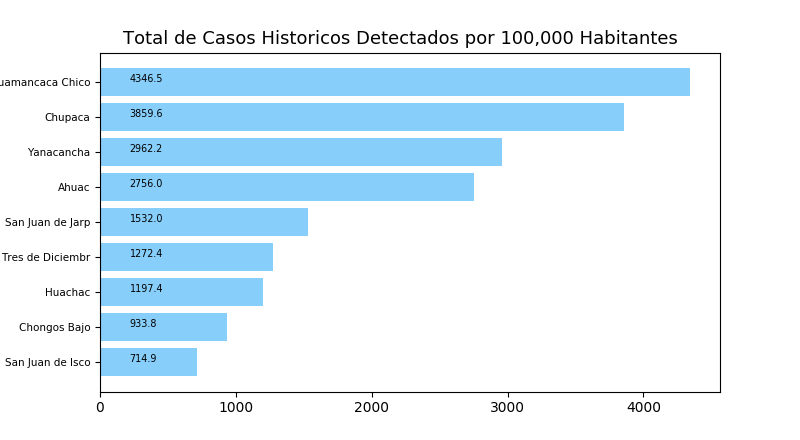 Total de Casos Historicos Detectados por 100,000 Habitantes
uamancaca Chico 4346.5
Chupaca 3859.6
Yanacancha 2962.2
Ahuac 2756.0
San Juan de Jarp 1532.0
Tres de Diciembr 1272.4
Huachac 1197.4
Chongos Bajo 933.8
San Juan de Isco 714.9
0 1000 2000 3000 4000